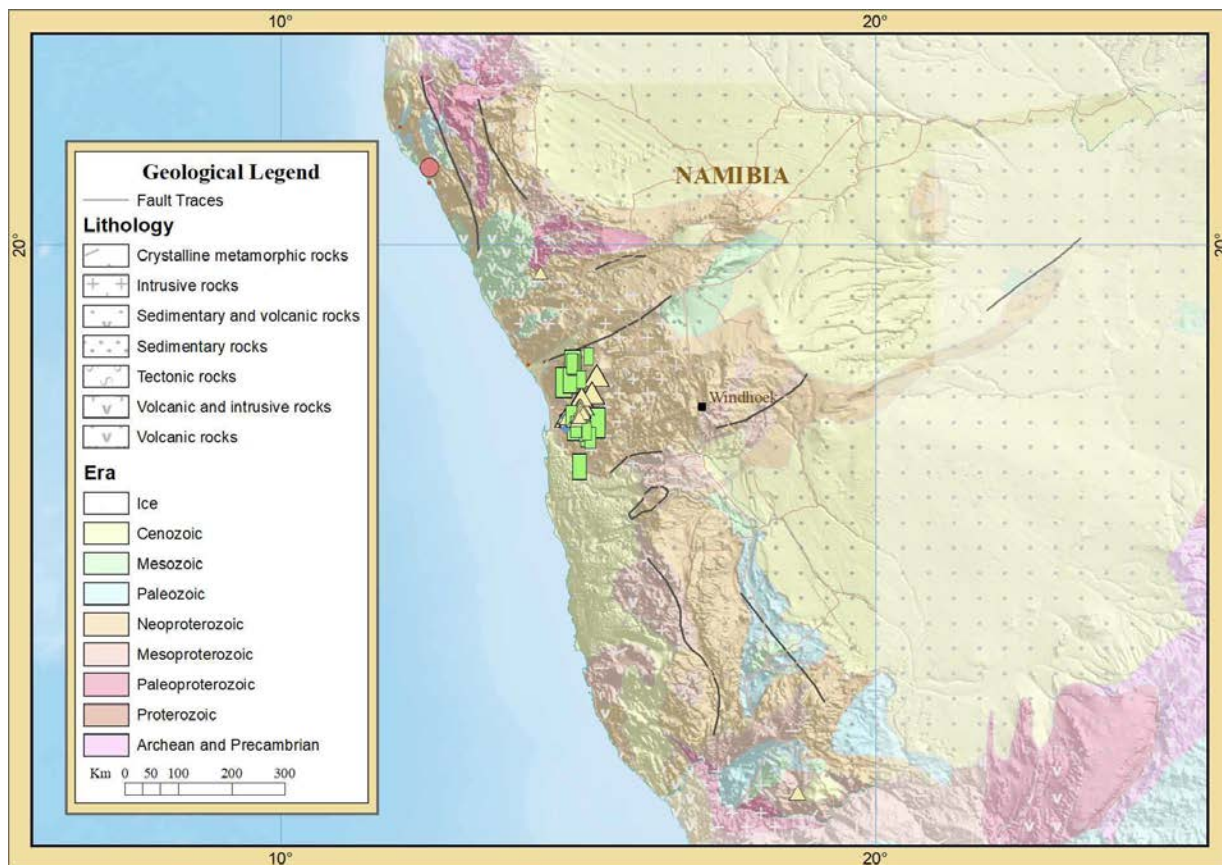 10° 20°
NAMIBIA
20° 20°
Windhoek
Geological Legend
Fault Traces
Lithology
Crystalline metamorphic rocks
Intrusive rocks
Sedimentary and volcanic rocks
Sedimentary rocks
Tectonic rocks
Volcanic and intrusive rocks
Volcanic rocks
Era
Ice
Cenozoic
Mesozoic
Paleozoic
Neoproterozoic
Mesoproterozoic
Paleoproterozoic
Proterozoic
Archean and Precambrian
Km 0 50 100 200 300
10° 20°